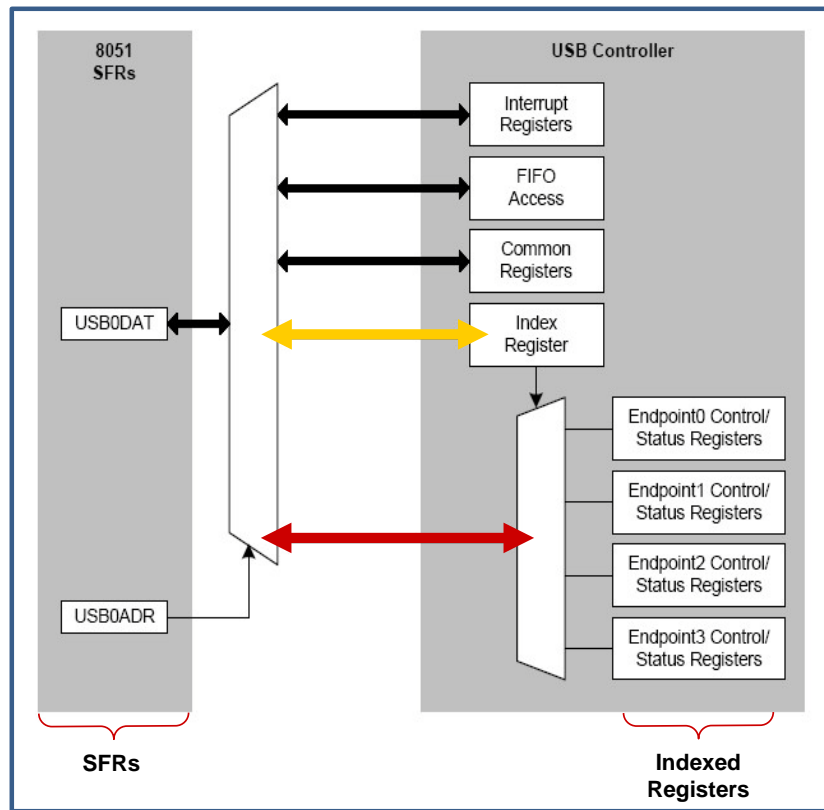 8051
SFRs
USB Controller
Interrupt
Registers
FIFO
Access
Common
Registers
USB0DAT
Index
Register
Endpoint0 Control/
Status Registers
Endpoint1 Control/
Status Registers
Endpoint2 Control/
Status Registers
USB0ADR
Endpoint3 Control/
Status Registers
SFRs
Indexed
Registers